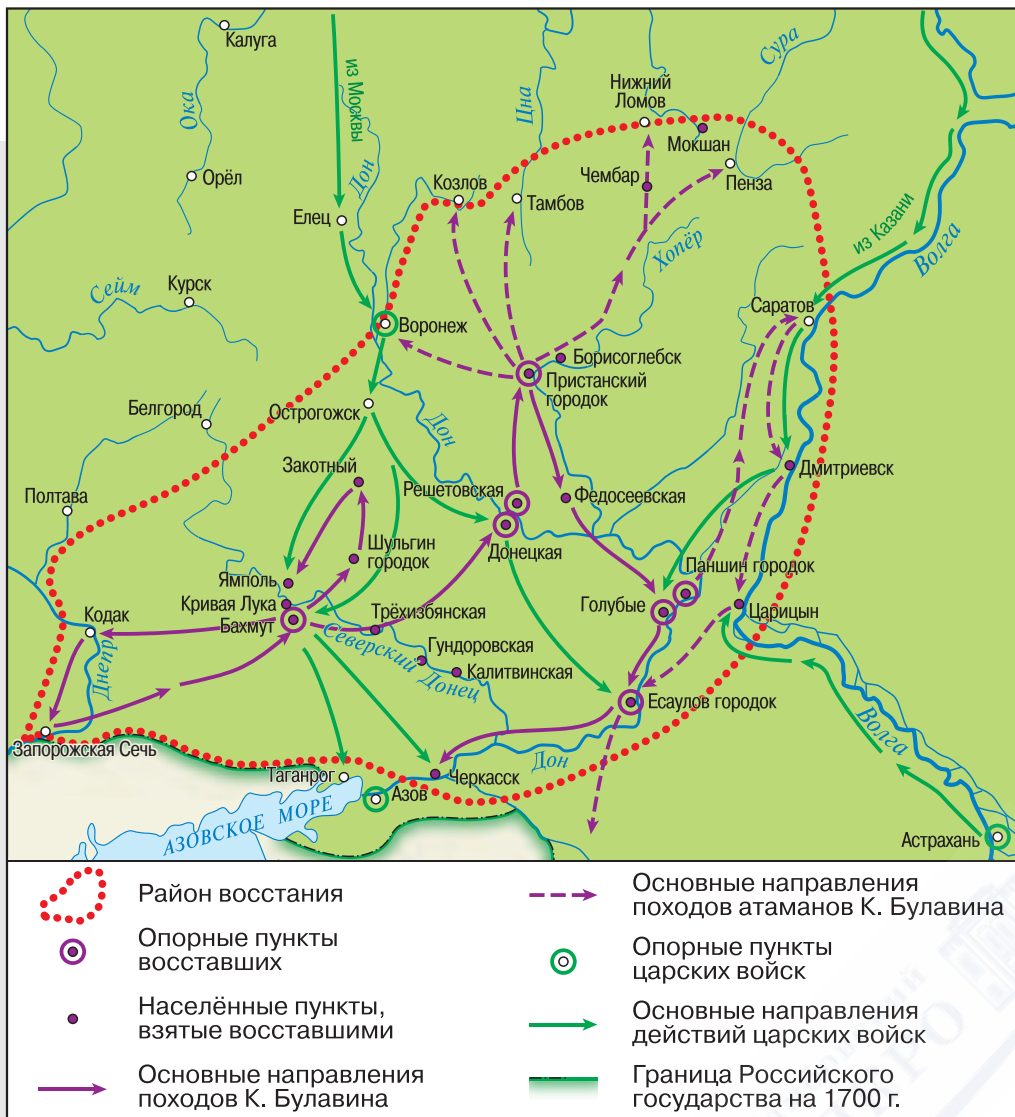 Калуга
Ока
из Москвы
Дон
Цна
Сура
Нижний
Ломов
Мокшан
Орёл
Козлов
Тамбов
Чембар
Пенза
Елец
Хопёр
из Казани
Волга
Сейм
Курск
Воронеж
Саратов
Борисоглебск
Пристанский
городок
Белгород
Острогожск
Дон
Закотный
Решетовская
Федосеевская
Дмитриевск
Полтава
Шульгин
городок
Донецкая
Паншин городок
Ямполь
Кривая Лука
Бахмут
Трёхизбянская
Голубые
Царицын
Кодак
Днепр
Северский Донец
Гундоровская
Калитвинская
Есаулов городок
Запорожская Сечь
Волга
Таганрог
Черкасск
Дон
Азов
АЗОВСКОЕ МОРЕ
Астрахань
Район восстания
Опорные пункты
восставших
Населённые пункты,
взятые восставшими
Основные направления
походов К. Булавина
Основные направления
походов атаманов К. Булавина
Опорные пункты
царских войск
Основные направления
действий царских войск
Граница Российского
государства на 1700 г.